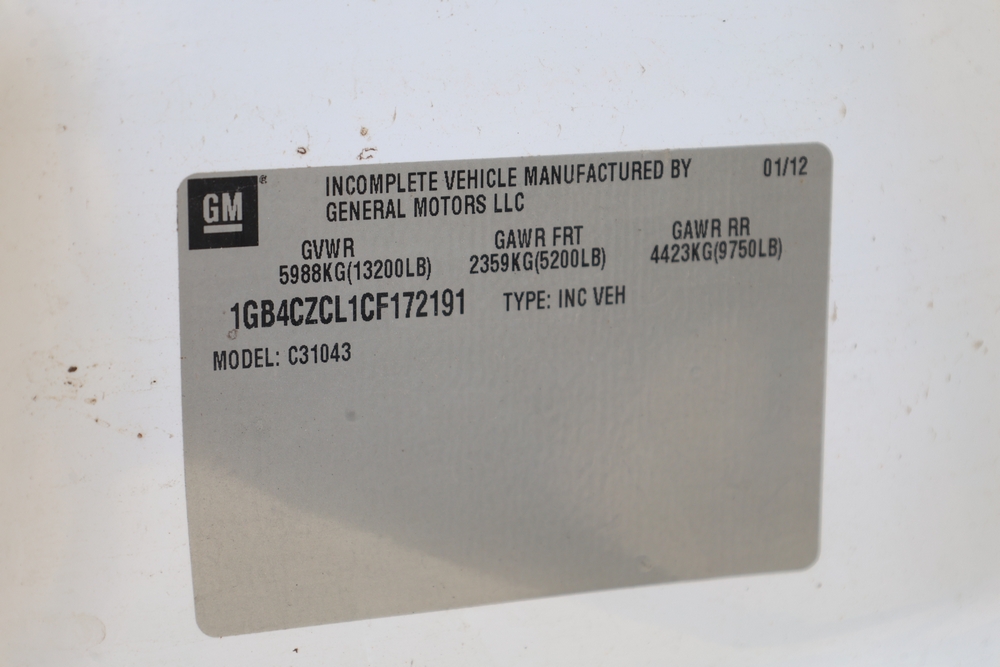 GM®
INCOMPLETE VEHICLE MANUFACTURED BY
01/12
GENERAL MOTORS LLC
GVWR
GAWR FRT
GAWR RR
5988KG(13200LB)
2359KG(5200LB)
4423KG(9750LB)
1GB4CZCL1CF172191
TYPE: INC VEH
MODEL: C31043